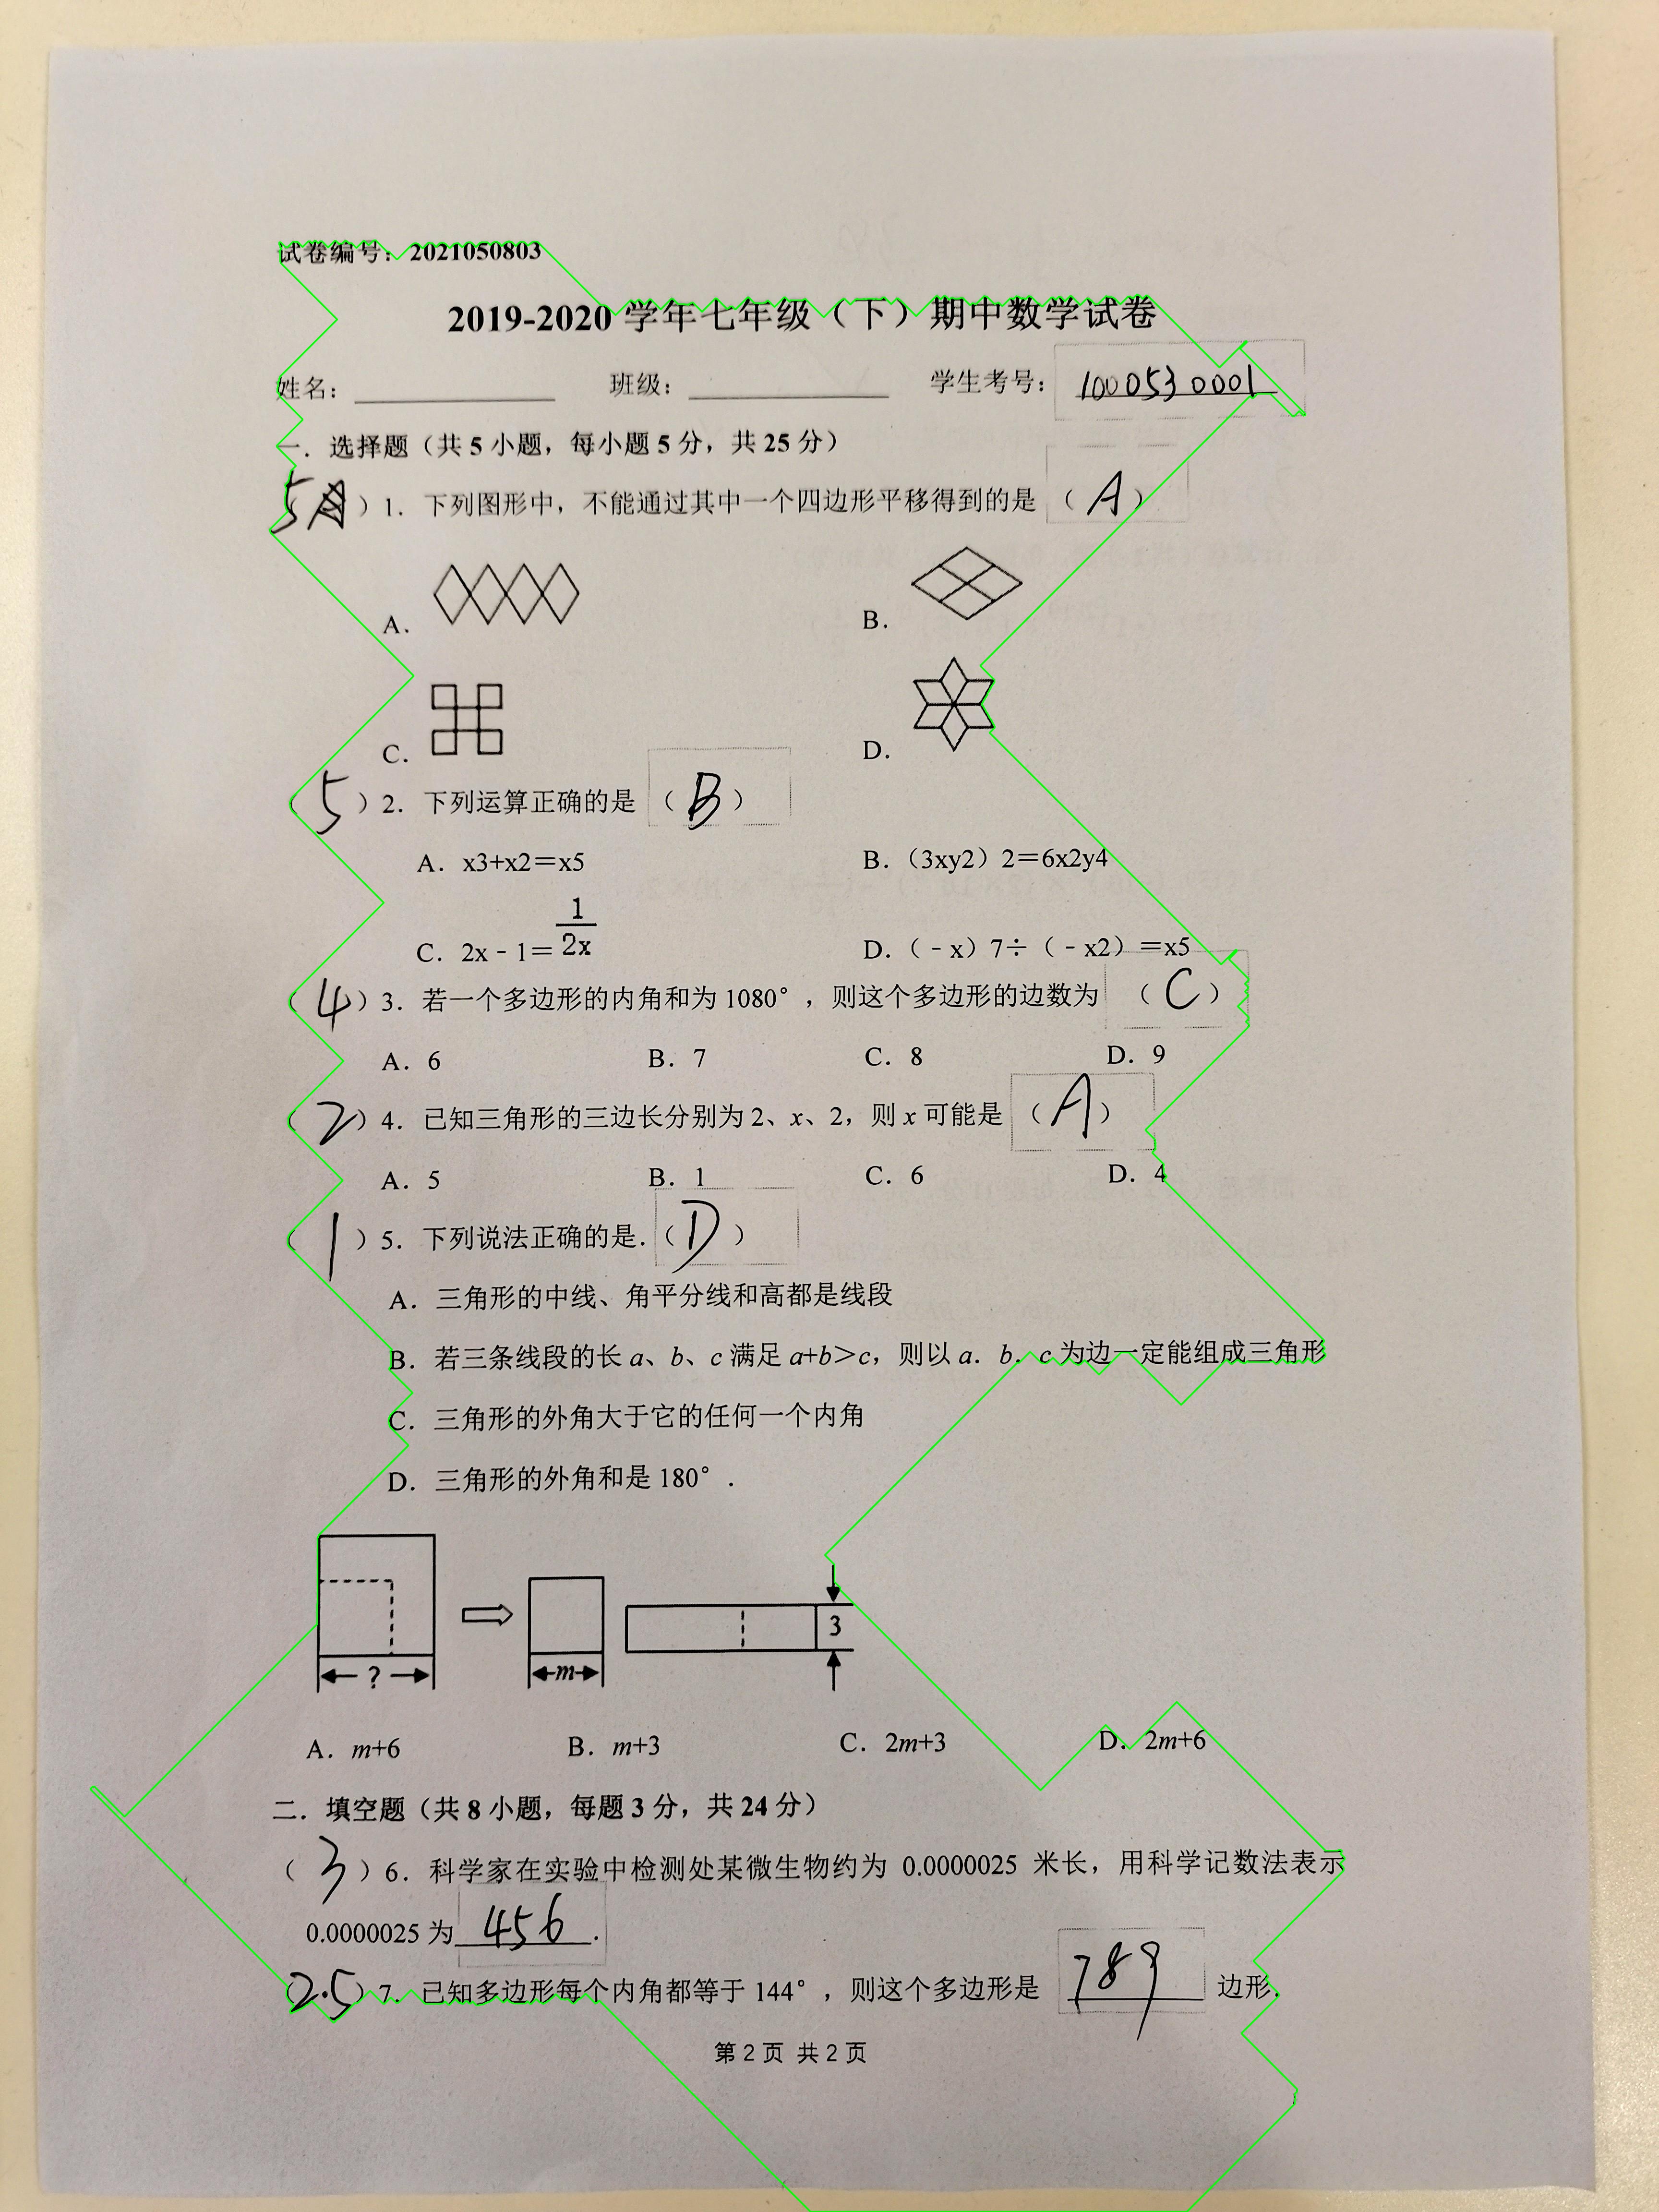 试卷编号：2021050803
2019-2020 学年七年级（下）期中数学试卷
姓名： 班级： 学生考号： 1000530001
一．选择题（共 5 小题，每小题 5 分，共 25 分）
5 ）1．下列图形中，不能通过其中一个四边形平移得到的是 （ A ）
A． B．
C． D．
（ 5 ）2．下列运算正确的是 （ B ）
A．x3+x2＝x5 B．（3xy2）2＝6x2y4
C．2x﹣1＝1/2x D．（﹣x）7÷（﹣x2）＝x5
（ 4 ）3．若一个多边形的内角和为 1080°，则这个多边形的边数为 （ C ）
A．6 B．7 C．8 D．9
（ 2 ）4．已知三角形的三边长分别为 2、x、2，则 x 可能是 （ A ）
A．5 B．1 C．6 D．4
（ 1 ）5．下列说法正确的是．（ D ）
A．三角形的中线、角平分线和高都是线段
B．若三条线段的长 a、b、c 满足 a+b＞c，则以 a．b．c 为边一定能组成三角形
C．三角形的外角大于它的任何一个内角
D．三角形的外角和是 180°．
? m 3
A．m+6 B．m+3 C．2m+3 D．2m+6
二．填空题（共 8 小题，每题 3 分，共 24 分）
（ 3 ）6．科学家在实验中检测处某微生物约为 0.0000025 米长，用科学记数法表示
0.0000025 为 456 ．
（2.5）7．已知多边形每个内角都等于 144°，则这个多边形是 789 边形．
第 2 页 共 2 页